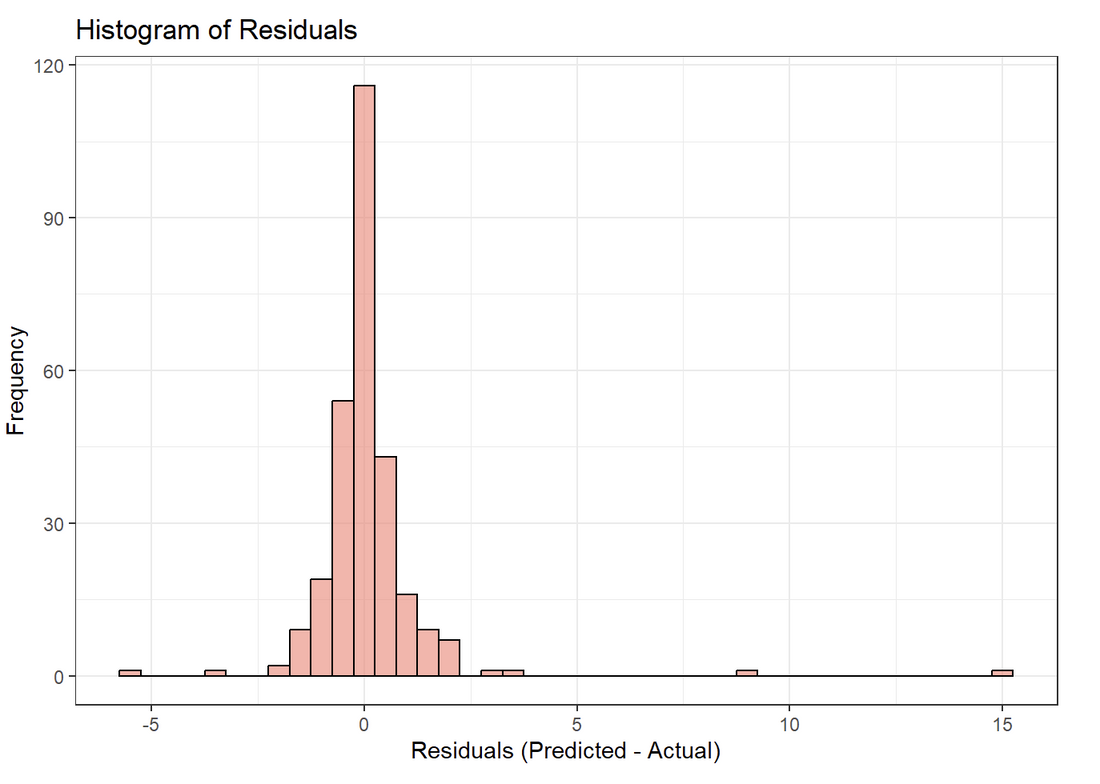 Histogram of Residuals
120
90
60
30
0
Frequency
-5 0 5 10 15
Residuals (Predicted - Actual)